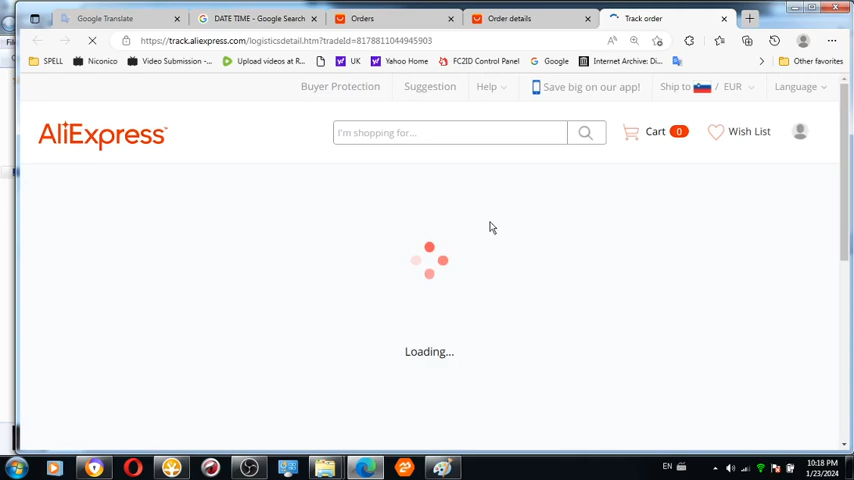 Google Translate
DATE TIME - Google Search
Orders
Order details
Track order
https://track.aliexpress.com/logisticsdetail.htm?tradeId=8178811044945903
SPELL
Niconico
Video Submission -...
Upload videos at R...
UK
Yahoo Home
FC2ID Control Panel
Google
Internet Archive: Di...
Other favorites
Buyer Protection
Suggestion
Help
Save big on our app!
Ship to / EUR
Language
AliExpress
I'm shopping for...
Cart 0
Wish List
Loading...
EN
10:18 PM
1/23/2024